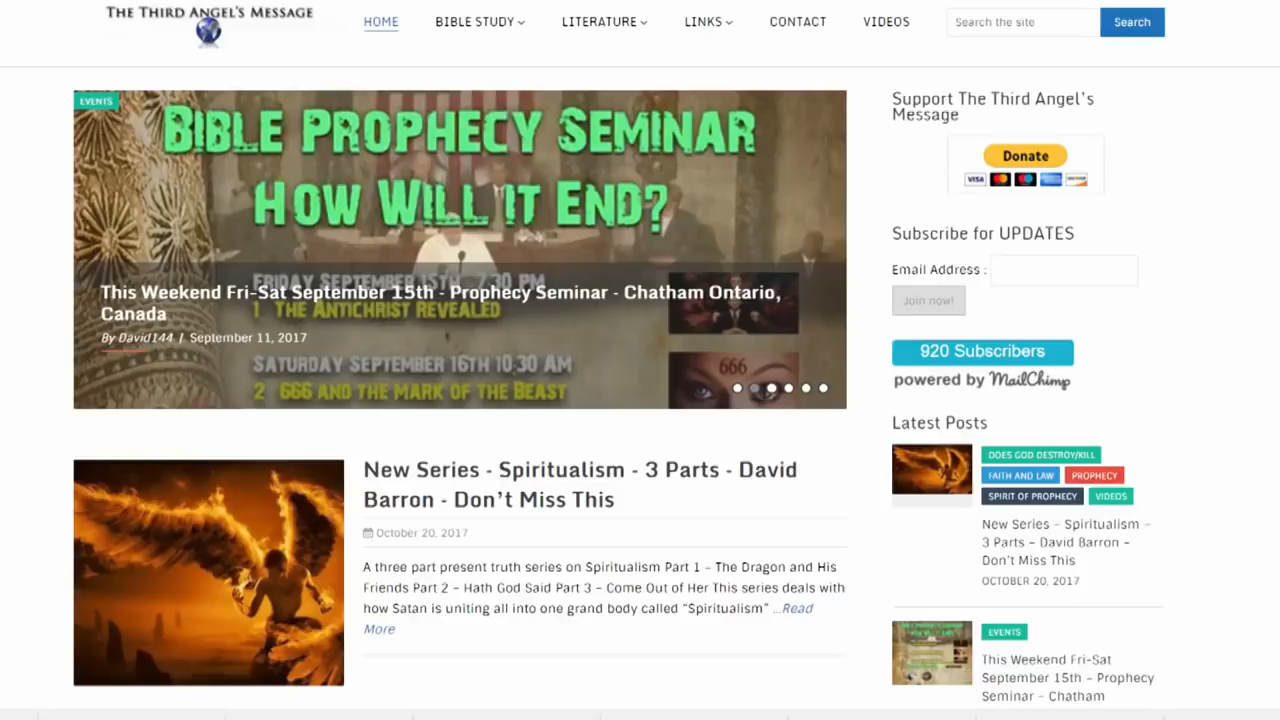 THE THIRD ANGEL'S MESSAGE
HOME
BIBLE STUDY
LITERATURE
LINKS
CONTACT
VIDEOS
Search the site
Search
EVENTS
BIBLE PROPHECY SEMINAR
HOW WILL IT END?
FRIDAY SEPTEMBER 15TH - 7:30 PM
1 THE ANTICHRIST REVEALED
This Weekend Fri-Sat September 15th - Prophecy Seminar - Chatham Ontario,
Canada
By David144 / September 11, 2017
SATURDAY SEPTEMBER 16TH 10:30 AM
2 666 AND THE MARK OF THE BEAST
666
New Series - Spiritualism - 3 Parts - David
Barron - Don't Miss This
October 20, 2017
A three part present truth series on Spiritualism Part 1 – The Dragon and His
Friends Part 2 – Hath God Said Part 3 – Come Out of Her This series deals with
how Satan is uniting all into one grand body called “Spiritualism” ...Read
More
Support The Third Angel's
Message
Donate
VISA
Subscribe for UPDATES
Email Address :
Join now!
920 Subscribers
powered by MailChimp
Latest Posts
DOES GOD DESTROY/KILL
FAITH AND LAW PROPHECY
SPIRIT OF PROPHECY VIDEOS
New Series – Spiritualism –
3 Parts – David Barron –
Don't Miss This
OCTOBER 20, 2017
BIBLE PROPHECY SEMINAR
HOW WILL IT END?
EVENTS
This Weekend Fri-Sat
September 15th – Prophecy
Seminar – Chatham